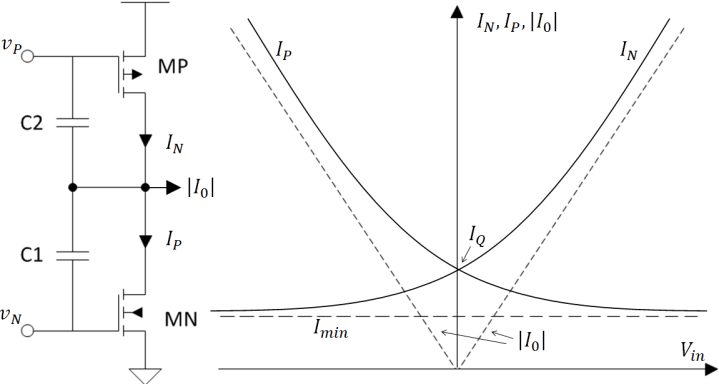 v_P
MP
C2
I_N
|I_0|
I_P
C1
v_N
MN
I_N, I_P, |I_0|
I_P
I_N
I_Q
I_min
|I_0|
V_in